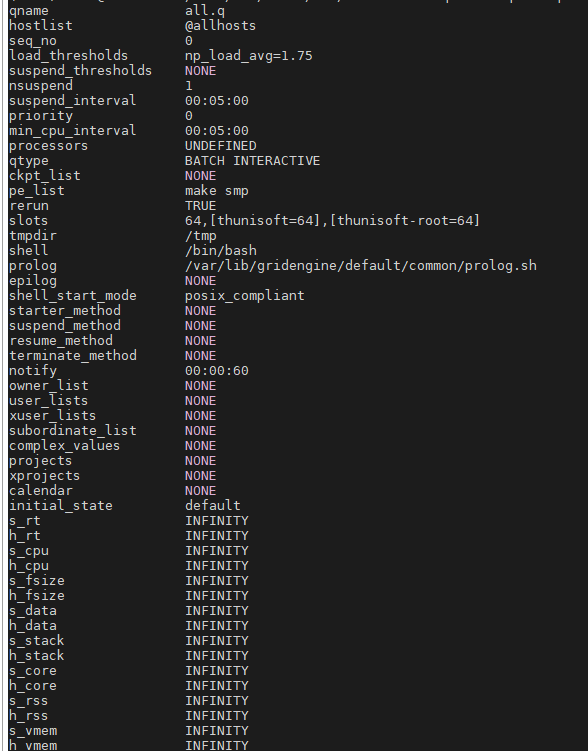 qname all.q
hostlist @allhosts
seq_no 0
load_thresholds np_load_avg=1.75
suspend_thresholds NONE
nsuspend 1
suspend_interval 00:05:00
priority 0
min_cpu_interval 00:05:00
processors UNDEFINED
qtype BATCH INTERACTIVE
ckpt_list NONE
pe_list make smp
rerun TRUE
slots 64,[thunisoft=64],[thunisoft-root=64]
tmpdir /tmp
shell /bin/bash
prolog /var/lib/gridengine/default/common/prolog.sh
epilog NONE
shell_start_mode posix_compliant
starter_method NONE
suspend_method NONE
resume_method NONE
terminate_method NONE
notify 00:00:60
owner_list NONE
user_lists NONE
xuser_lists NONE
subordinate_list NONE
complex_values NONE
projects NONE
xprojects NONE
calendar NONE
initial_state default
s_rt INFINITY
h_rt INFINITY
s_cpu INFINITY
h_cpu INFINITY
s_fsize INFINITY
h_fsize INFINITY
s_data INFINITY
h_data INFINITY
s_stack INFINITY
h_stack INFINITY
s_core INFINITY
h_core INFINITY
s_rss INFINITY
h_rss INFINITY
s_vmem INFINITY
h_vmem INFINITY